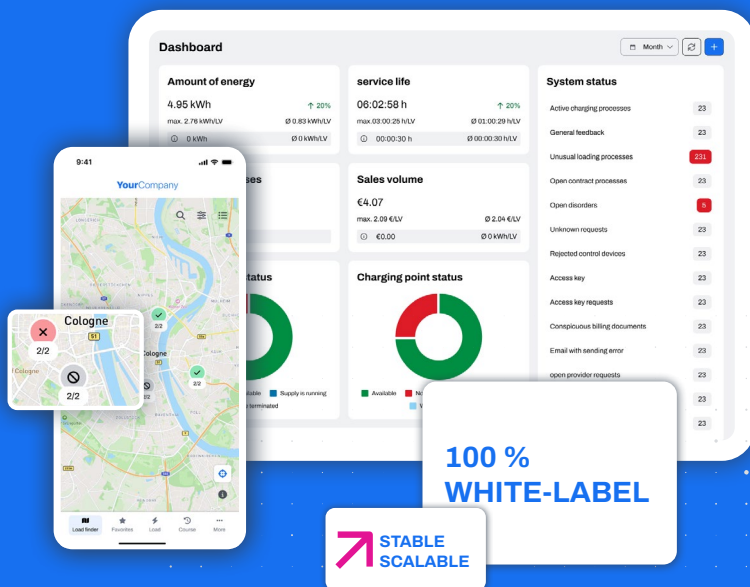 Dashboard
Month
Amount of energy
4.95 kWh
↑ 20%
max. 2.76 kWh/LV
Ø 0.83 kWh/LV
0 kWh
Ø 0 kWh/LV
service life
06:02:58 h
↑ 20%
max.03:00:25 h/LV
Ø 01:00:29 h/LV
00:00:30 h
Ø 00:00:30 h/LV
Sales volume
€4.07
max. 2.09 €/LV
Ø 2.04 €/LV
€0.00
Ø 0 kWh/LV
Charging point status
Available
Supply is running
terminated
System status
Active charging processes 23
General feedback 23
Unusual loading processes 231
Open contract processes 23
Open disorders 5
Unknown requests 23
Rejected control devices 23
Access key 23
Access key requests 23
Conspicuous billing documents 23
Email with sending error 23
open provider requests 23
23
23
9:41
YourCompany
MÜLHEIM
2/2
Cologne
2/2
2/2
Cologne
51
2/2
2/2
Load finder
Favorites
Load
Course
More
100 %
WHITE-LABEL
STABLE
SCALABLE